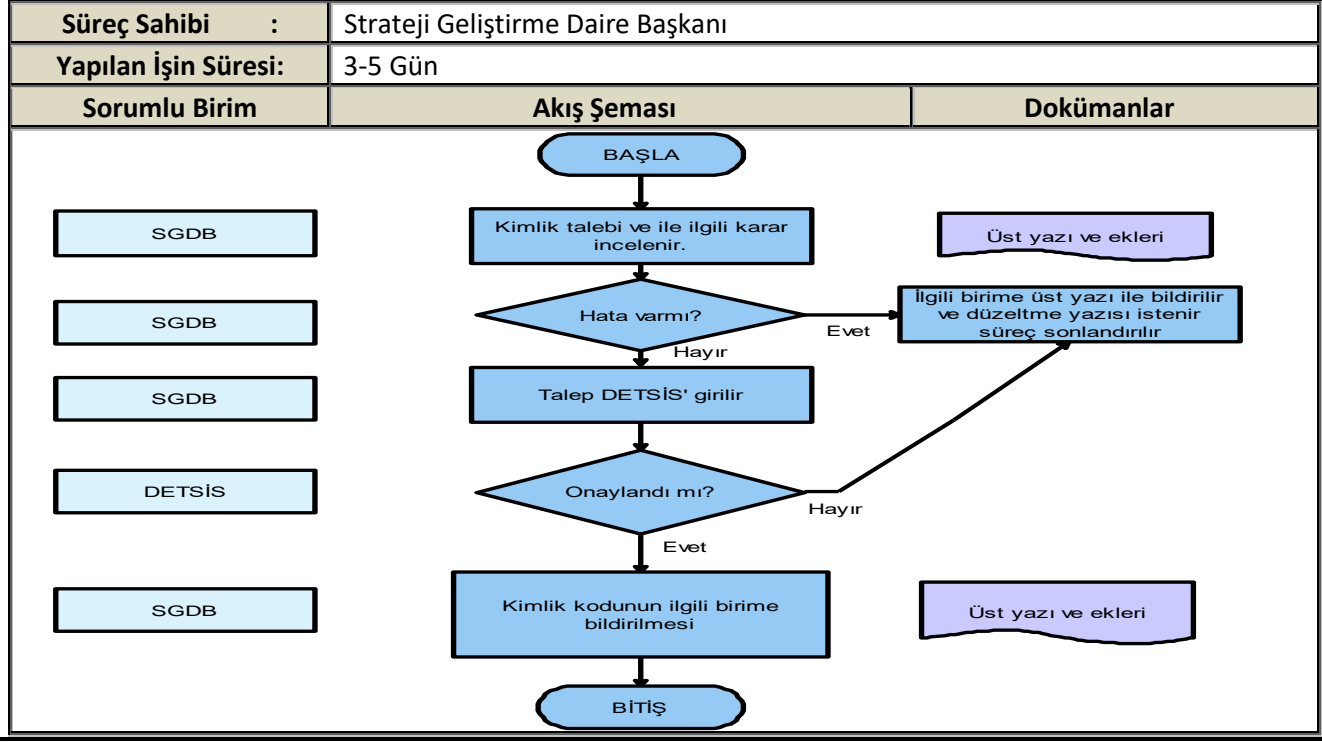 Süreç Sahibi :
Strateji Geliştirme Daire Başkanı
Yapılan İşin Süresi:
3-5 Gün
Sorumlu Birim
Akış Şeması
Dokümanlar
BAŞLA
SGDB
Kimlik talebi ve ile ilgili karar
incelenir.
Üst yazı ve ekleri
SGDB
Hata varmı?
Evet
İlgili birime üst yazı ile bildirilir
ve düzeltme yazısı istenir
süreç sonlandırılır
Hayır
SGDB
Talep DETSİS' girilir
DETSİS
Onaylandı mı?
Hayır
Evet
SGDB
Kimlik kodunun ilgili birime
bildirilmesi
Üst yazı ve ekleri
BİTİŞ